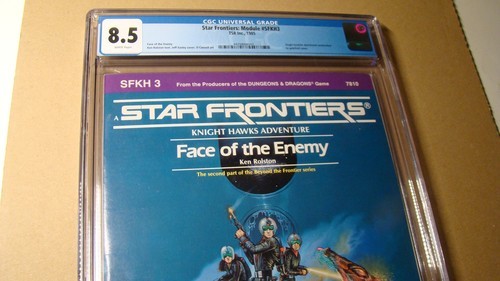 CGC UNIVERSAL GRADE
8.5
Star Frontiers: Module #SFKH3
TSR Inc., 1985
SFKH 3
From the Producers of the DUNGEONS & DRAGONS® Game
7810
A STAR FRONTIERS®
KNIGHT HAWKS ADVENTURE
Face of the Enemy
Ken Rolston
The second part of the Beyond the Frontier series